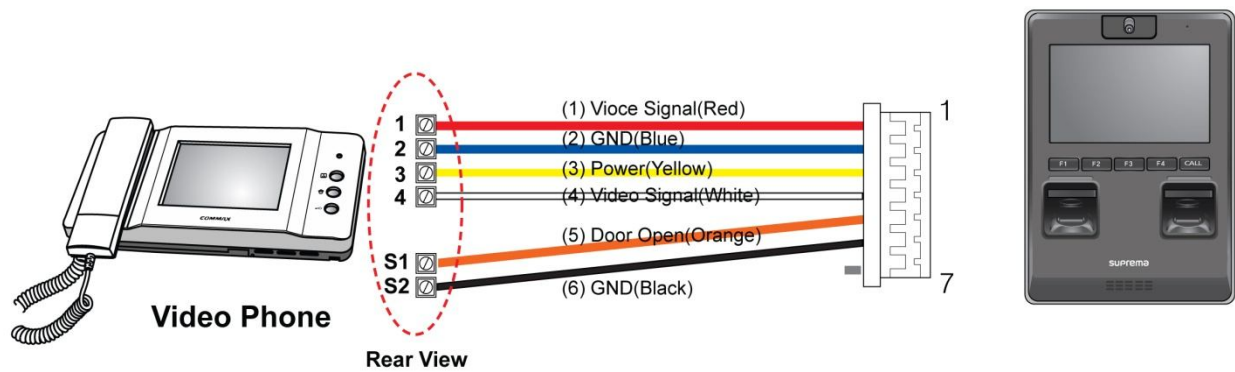 (1) Vioce Signal(Red)
1
1
(2) GND(Blue)
2
(3) Power(Yellow)
3
(4) Video Signal(White)
4
F1 F2 F3 F4 CALL
COMMAX
(5) Door Open(Orange)
S1
S2
(6) GND(Black)
7
suprema
Video Phone
Rear View